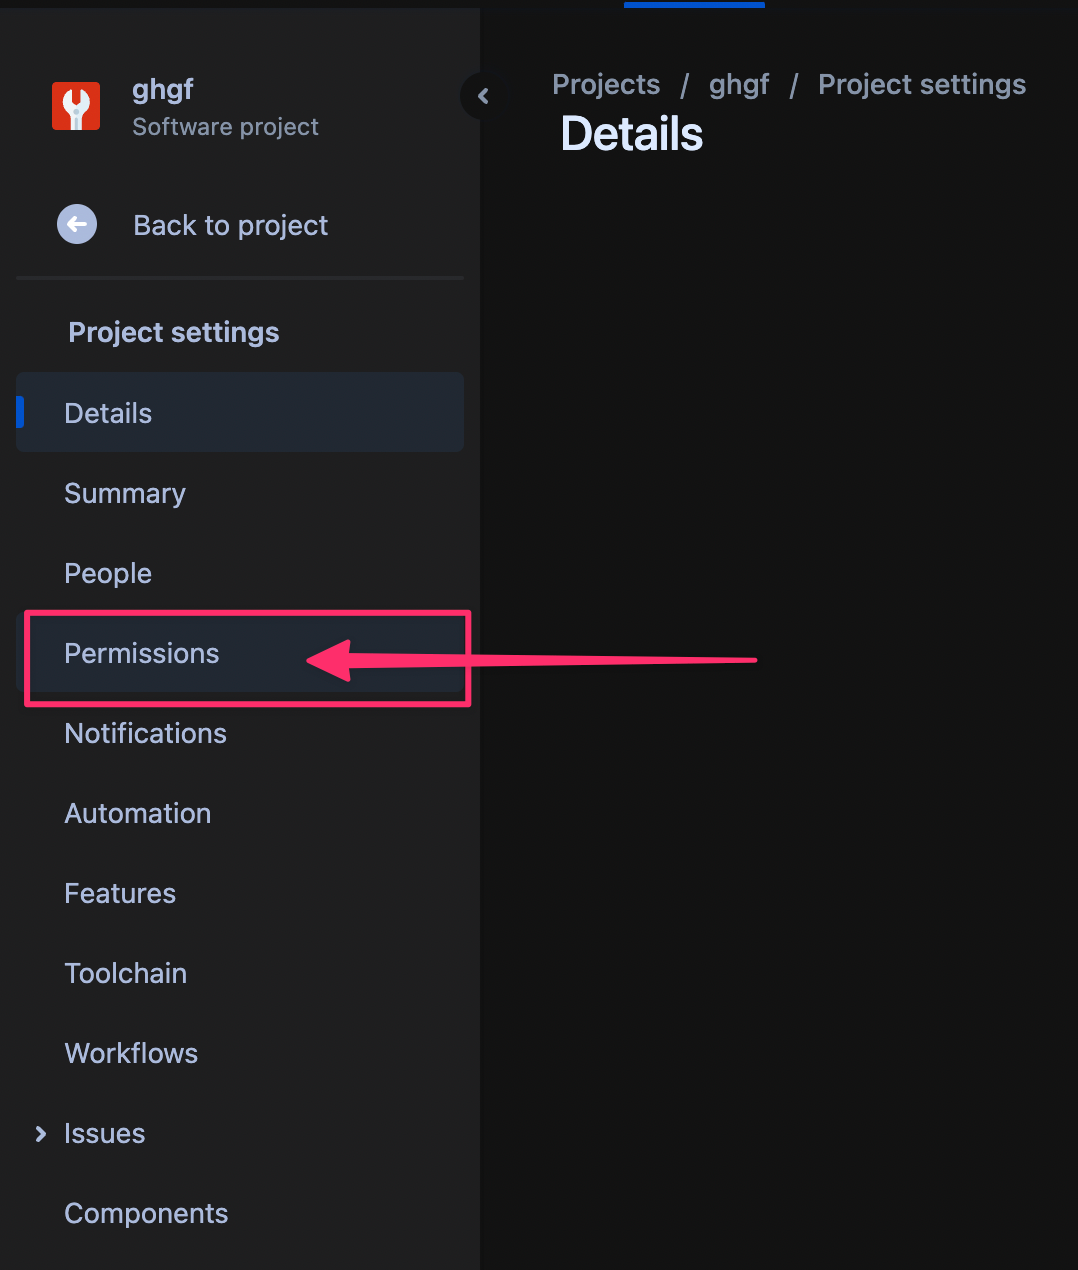 ghgf
Software project
Back to project
Project settings
Details
Summary
People
Permissions
Notifications
Automation
Features
Toolchain
Workflows
Issues
Components
Projects / ghgf / Project settings
Details